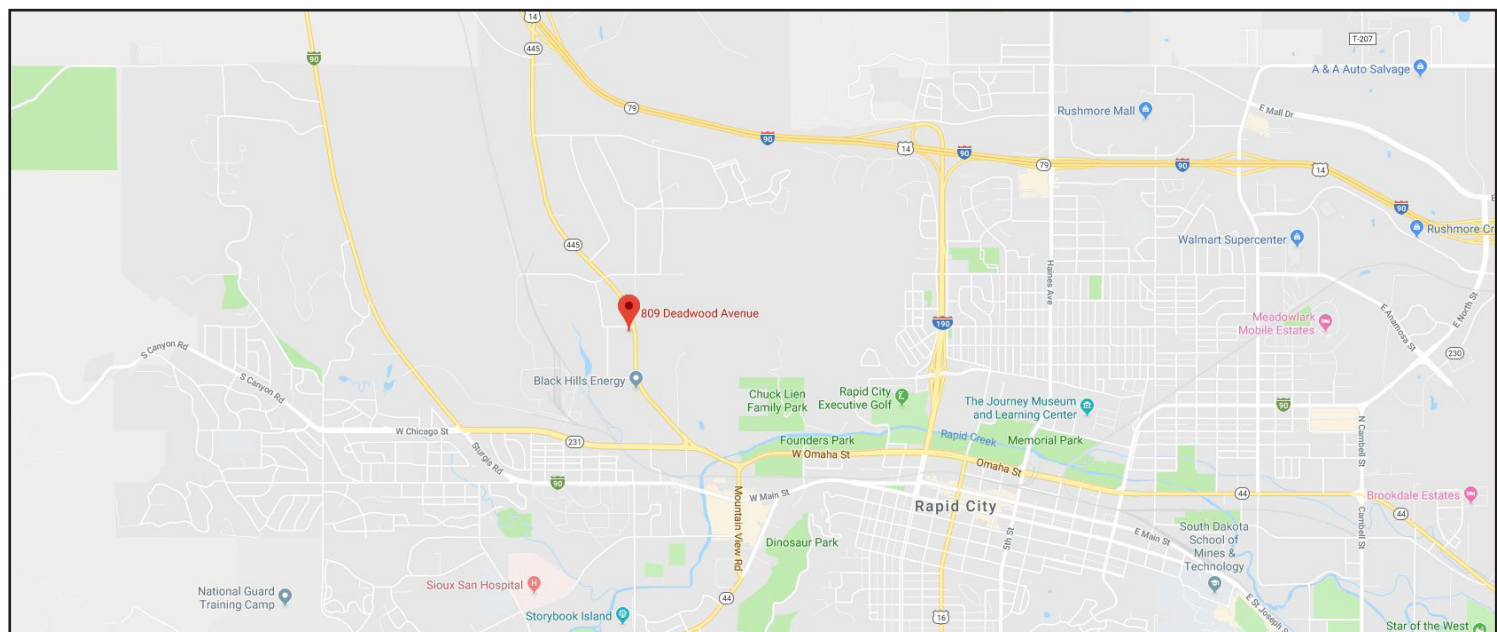 14
445
90
T-207
A & A Auto Salvage
79
Rushmore Mall
E Mall Dr
90
14
90
79
90
14
90
445
Walmart Supercenter
Rushmore Cr
Haines Ave
809 Deadwood Avenue
190
Meadowlark
Mobile Estates
E Anamosa St
E North St
230
S Canyon Rd
S Canyon Rd
Black Hills Energy
Chuck Lien
Family Park
Rapid City
Executive Golf
The Journey Museum
and Learning Center
90
W Chicago St
231
Sturgis Rd
Founders Park
W Omaha St
Rapid Creek
Memorial Park
Omaha St
N Cambell St
90
Mountain View Rd
W Main St
Rapid City
44
Brookdale Estates
44
Cambell St
5th St
E Main St
South Dakota
School of
Mines &
Technology
Dinosaur Park
Sioux San Hospital
National Guard
Training Camp
Storybook Island
44
16
E St Joseph S
Star of the West